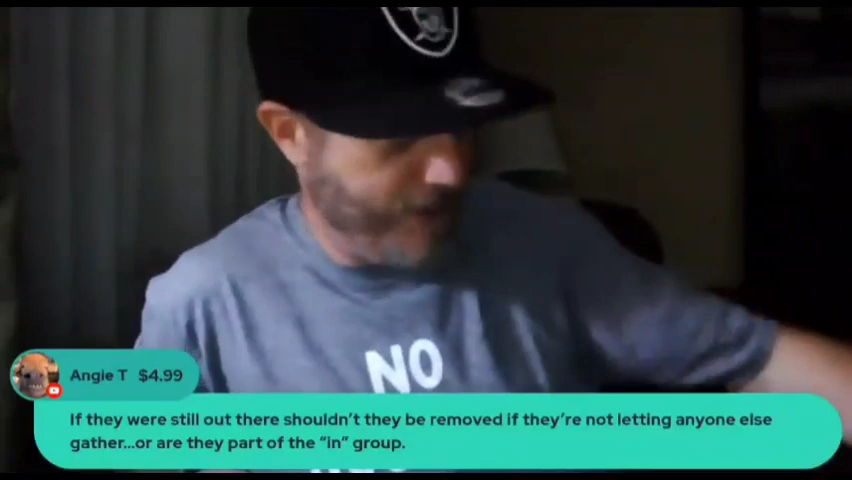 NO
Angie T $4.99
If they were still out there shouldn't they be removed if they're not letting anyone else
gather...or are they part of the "in" group.